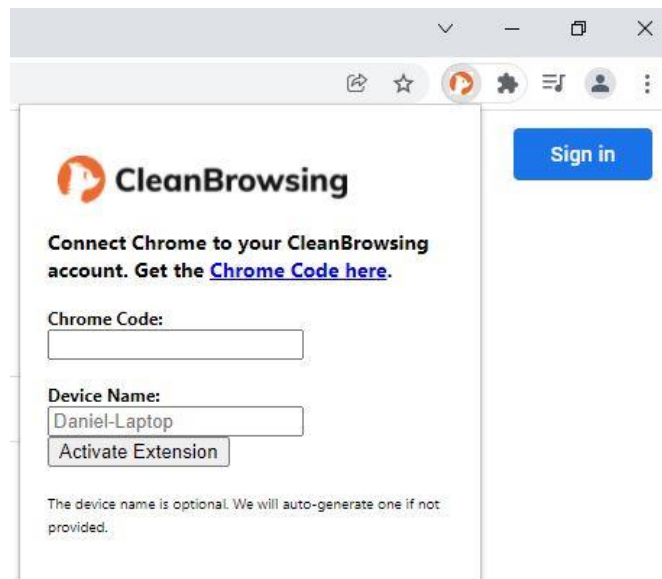 Sign in
CleanBrowsing
Connect Chrome to your CleanBrowsing
account. Get the Chrome Code here.
Chrome Code:
Device Name:
Daniel-Laptop
Activate Extension
The device name is optional. We will auto-generate one if not
provided.